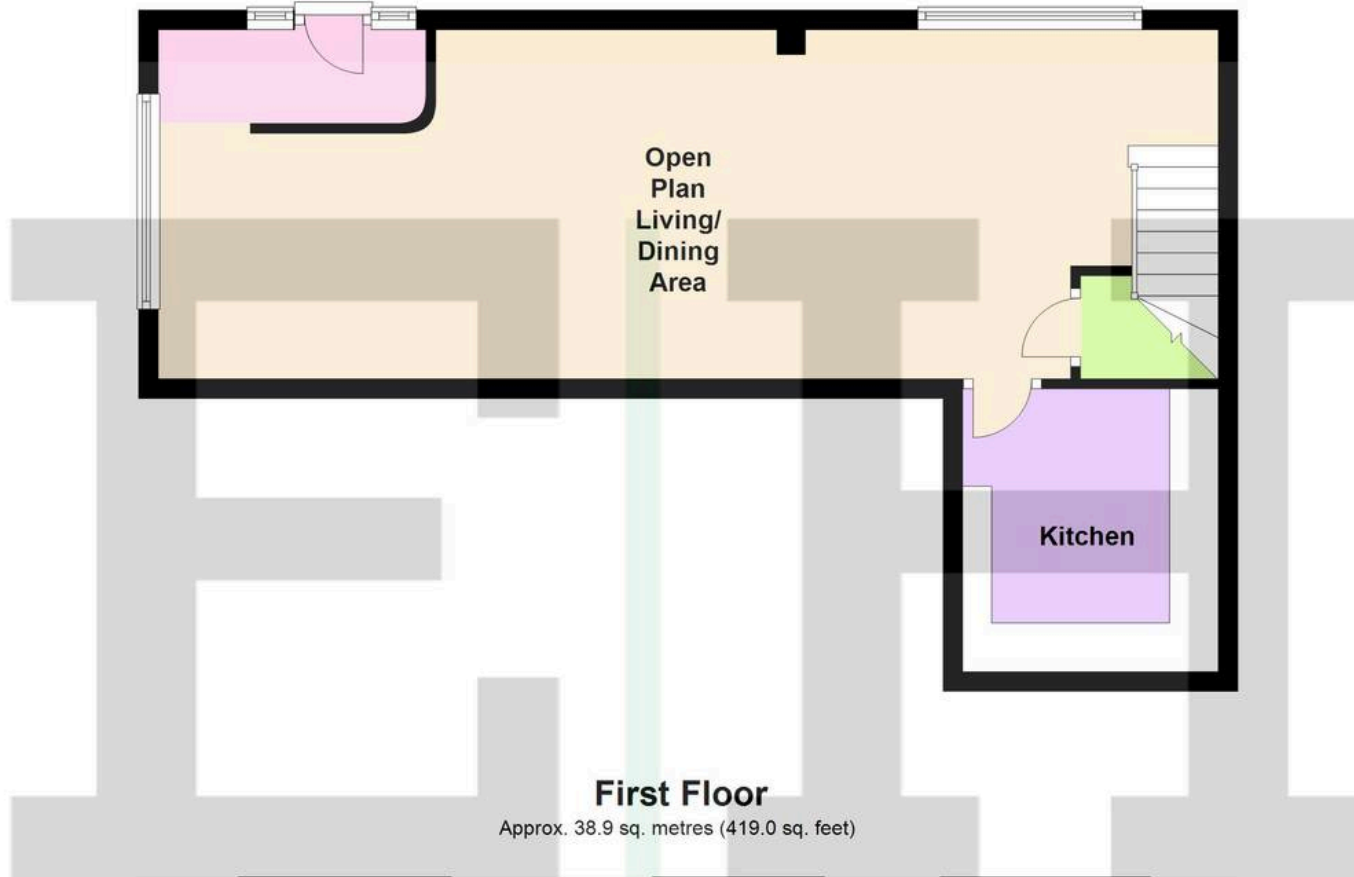 Open
Plan
Living/
Dining
Area
Kitchen
First Floor
Approx. 38.9 sq. metres (419.0 sq. feet)